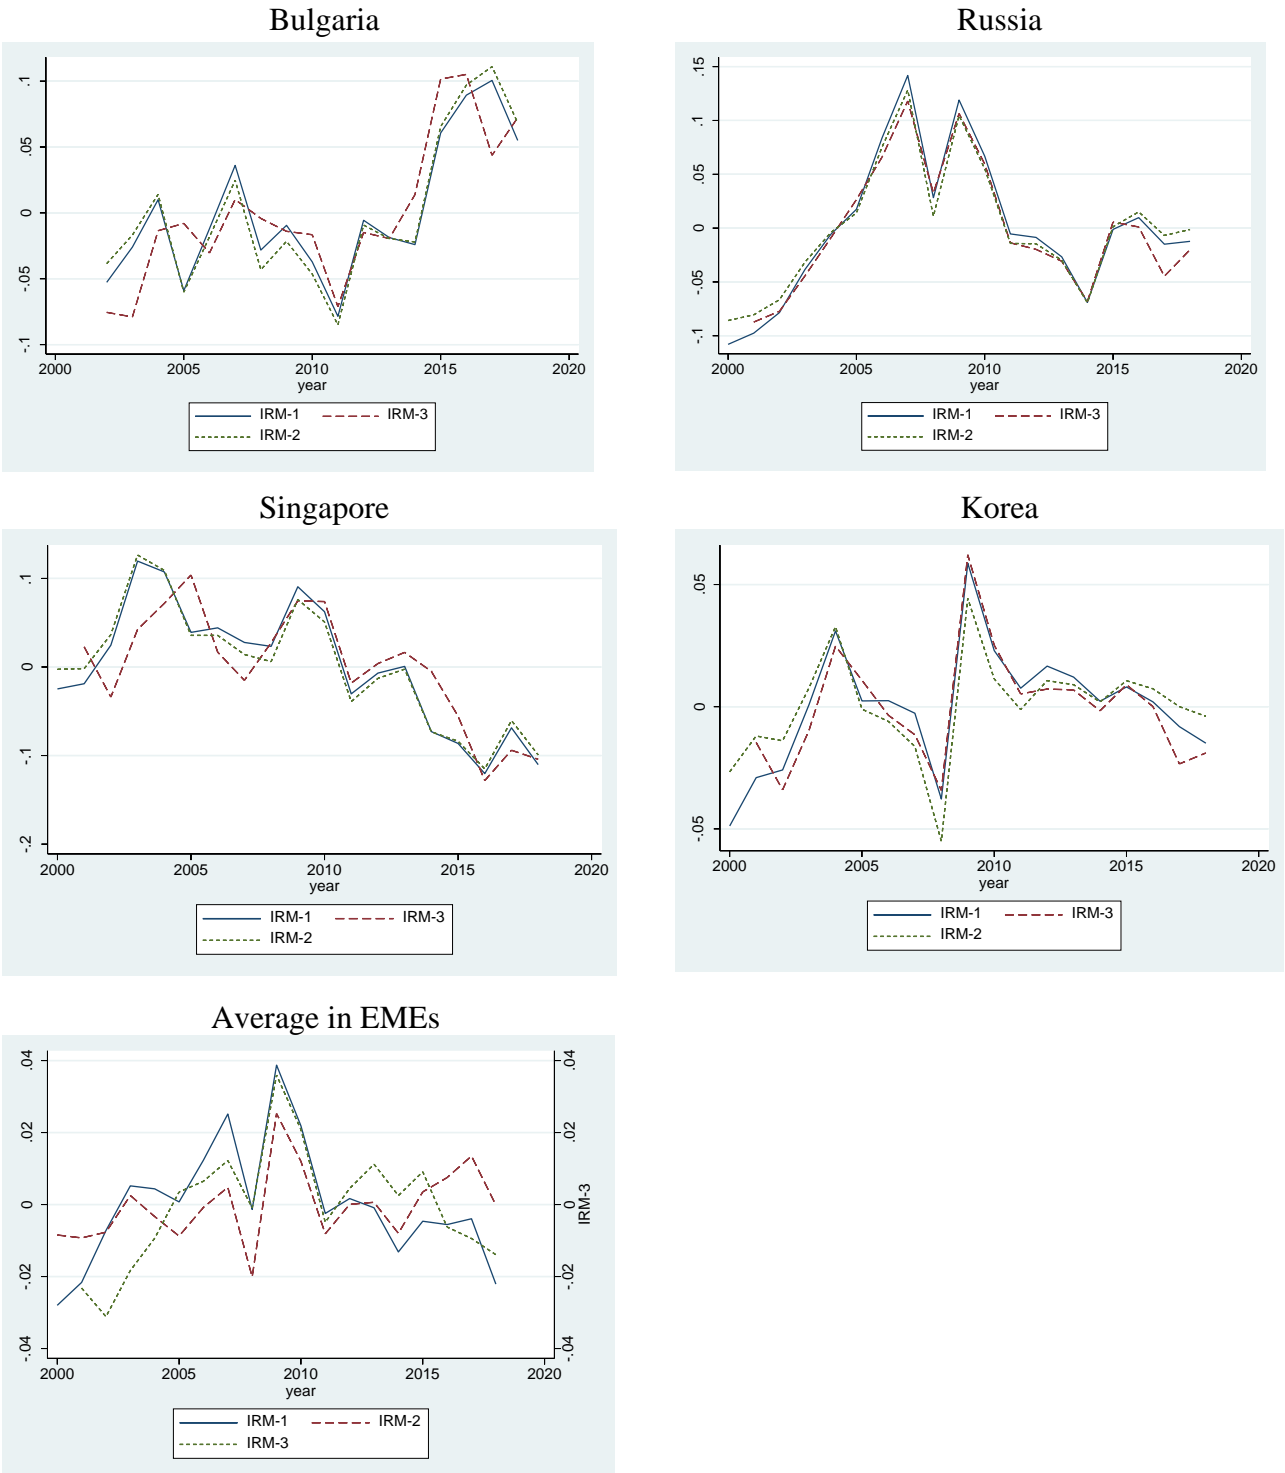 Bulgaria
.1
.05
0
-.05
-.1
2000 2005 2010 2015 2020
year
IRM-1 IRM-3
IRM-2
Russia
.15
.1
.05
0
-.05
-.1
2000 2005 2010 2015 2020
year
IRM-1 IRM-3
IRM-2
Singapore
.1
0
-.1
-.2
2000 2005 2010 2015 2020
year
IRM-1 IRM-3
IRM-2
Korea
.05
0
-.05
2000 2005 2010 2015 2020
year
IRM-1 IRM-3
IRM-2
Average in EMEs
.04
.02
0
-.02
-.04
.04
.02
0
-.02
-.04
IRM-3
2000 2005 2010 2015 2020
year
IRM-1 IRM-2
IRM-3